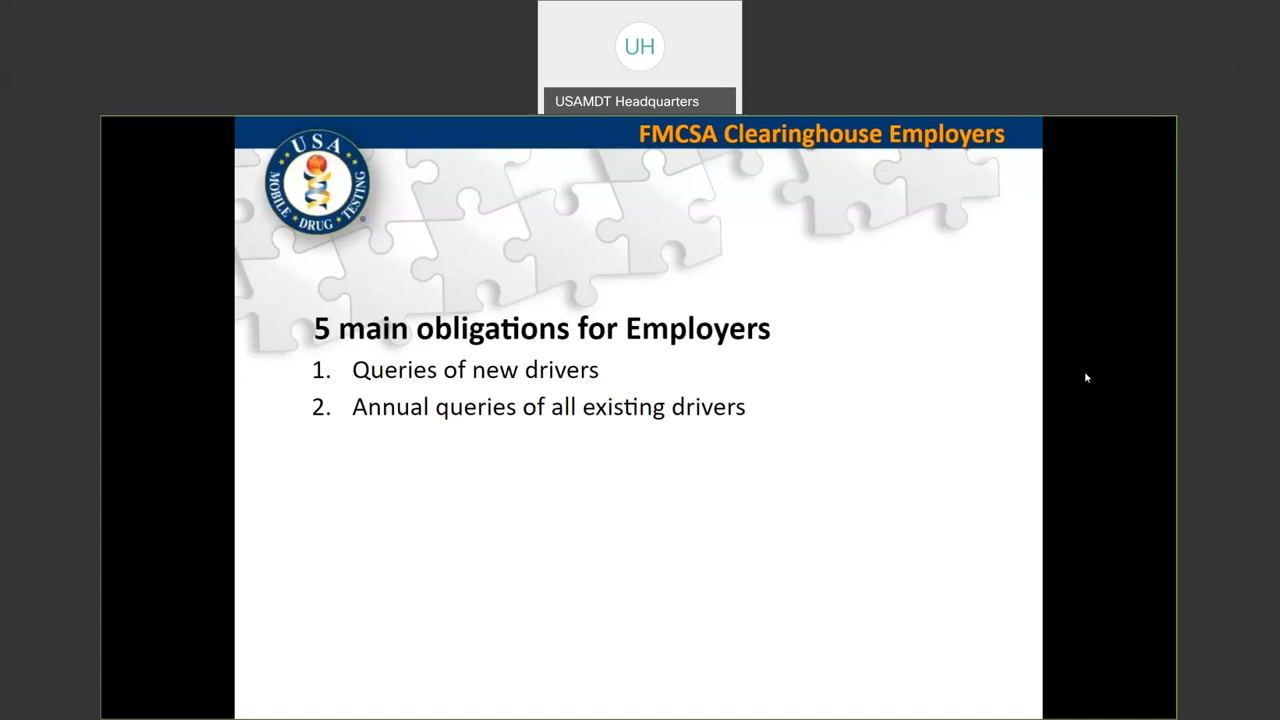 UH
USAMDT Headquarters
FMCSA Clearinghouse Employers
USA
MOBILE DRUG TESTING
5 main obligations for Employers
1. Queries of new drivers
2. Annual queries of all existing drivers